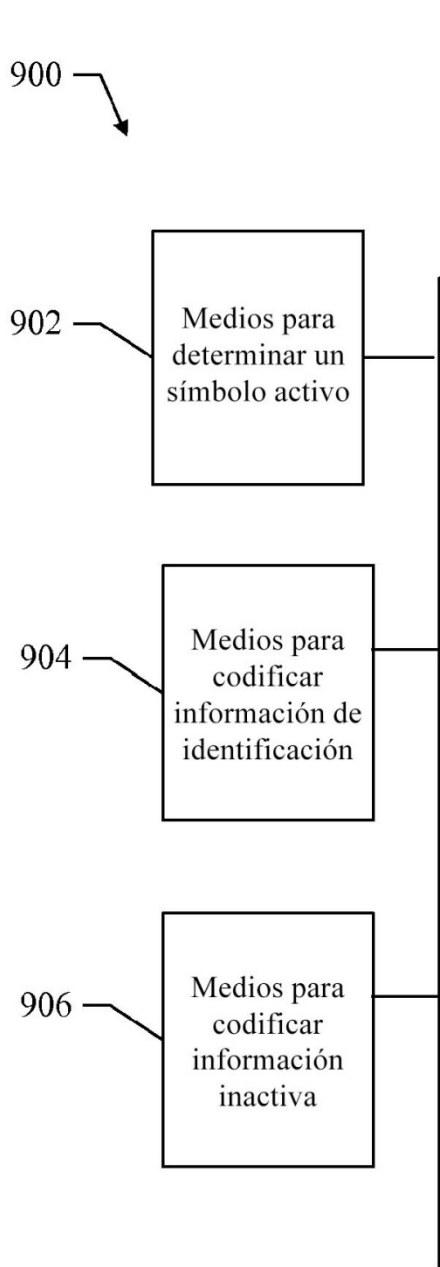 900
902
Medios para
determinar un
símbolo activo
904
Medios para
codificar
información de
identificación
906
Medios para
codificar
información
inactiva